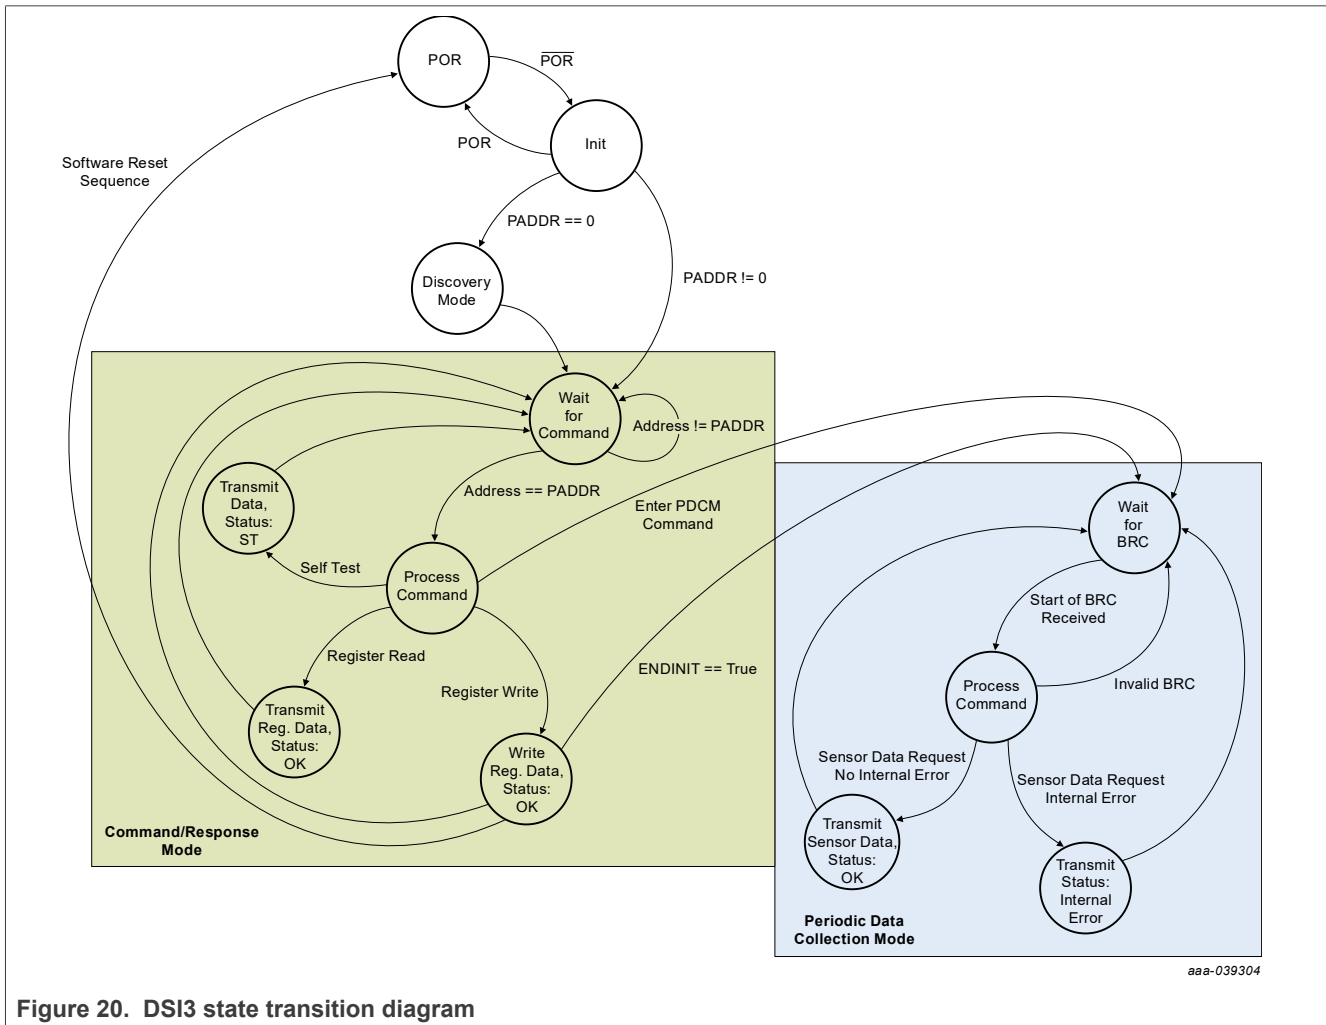 POR
POR
Init
POR
Software Reset
Sequence
PADDR == 0
PADDR != 0
Discovery
Mode
Wait
for
Command
Address != PADDR
Address == PADDR
Transmit
Data,
Status:
ST
Enter PDCM
Command
Wait
for
BRC
Self Test
Process
Command
Start of BRC
Received
Register Read
ENDINIT == True
Register Write
Process
Command
Invalid BRC
Transmit
Reg. Data,
Status:
OK
Write
Reg. Data,
Status:
OK
Sensor Data Request
No Internal Error
Sensor Data Request
Internal Error
Transmit
Sensor Data,
Status:
OK
Transmit
Status:
Internal
Error
Command/Response
Mode
Periodic Data
Collection Mode
aaa-039304
Figure 20. DSI3 state transition diagram